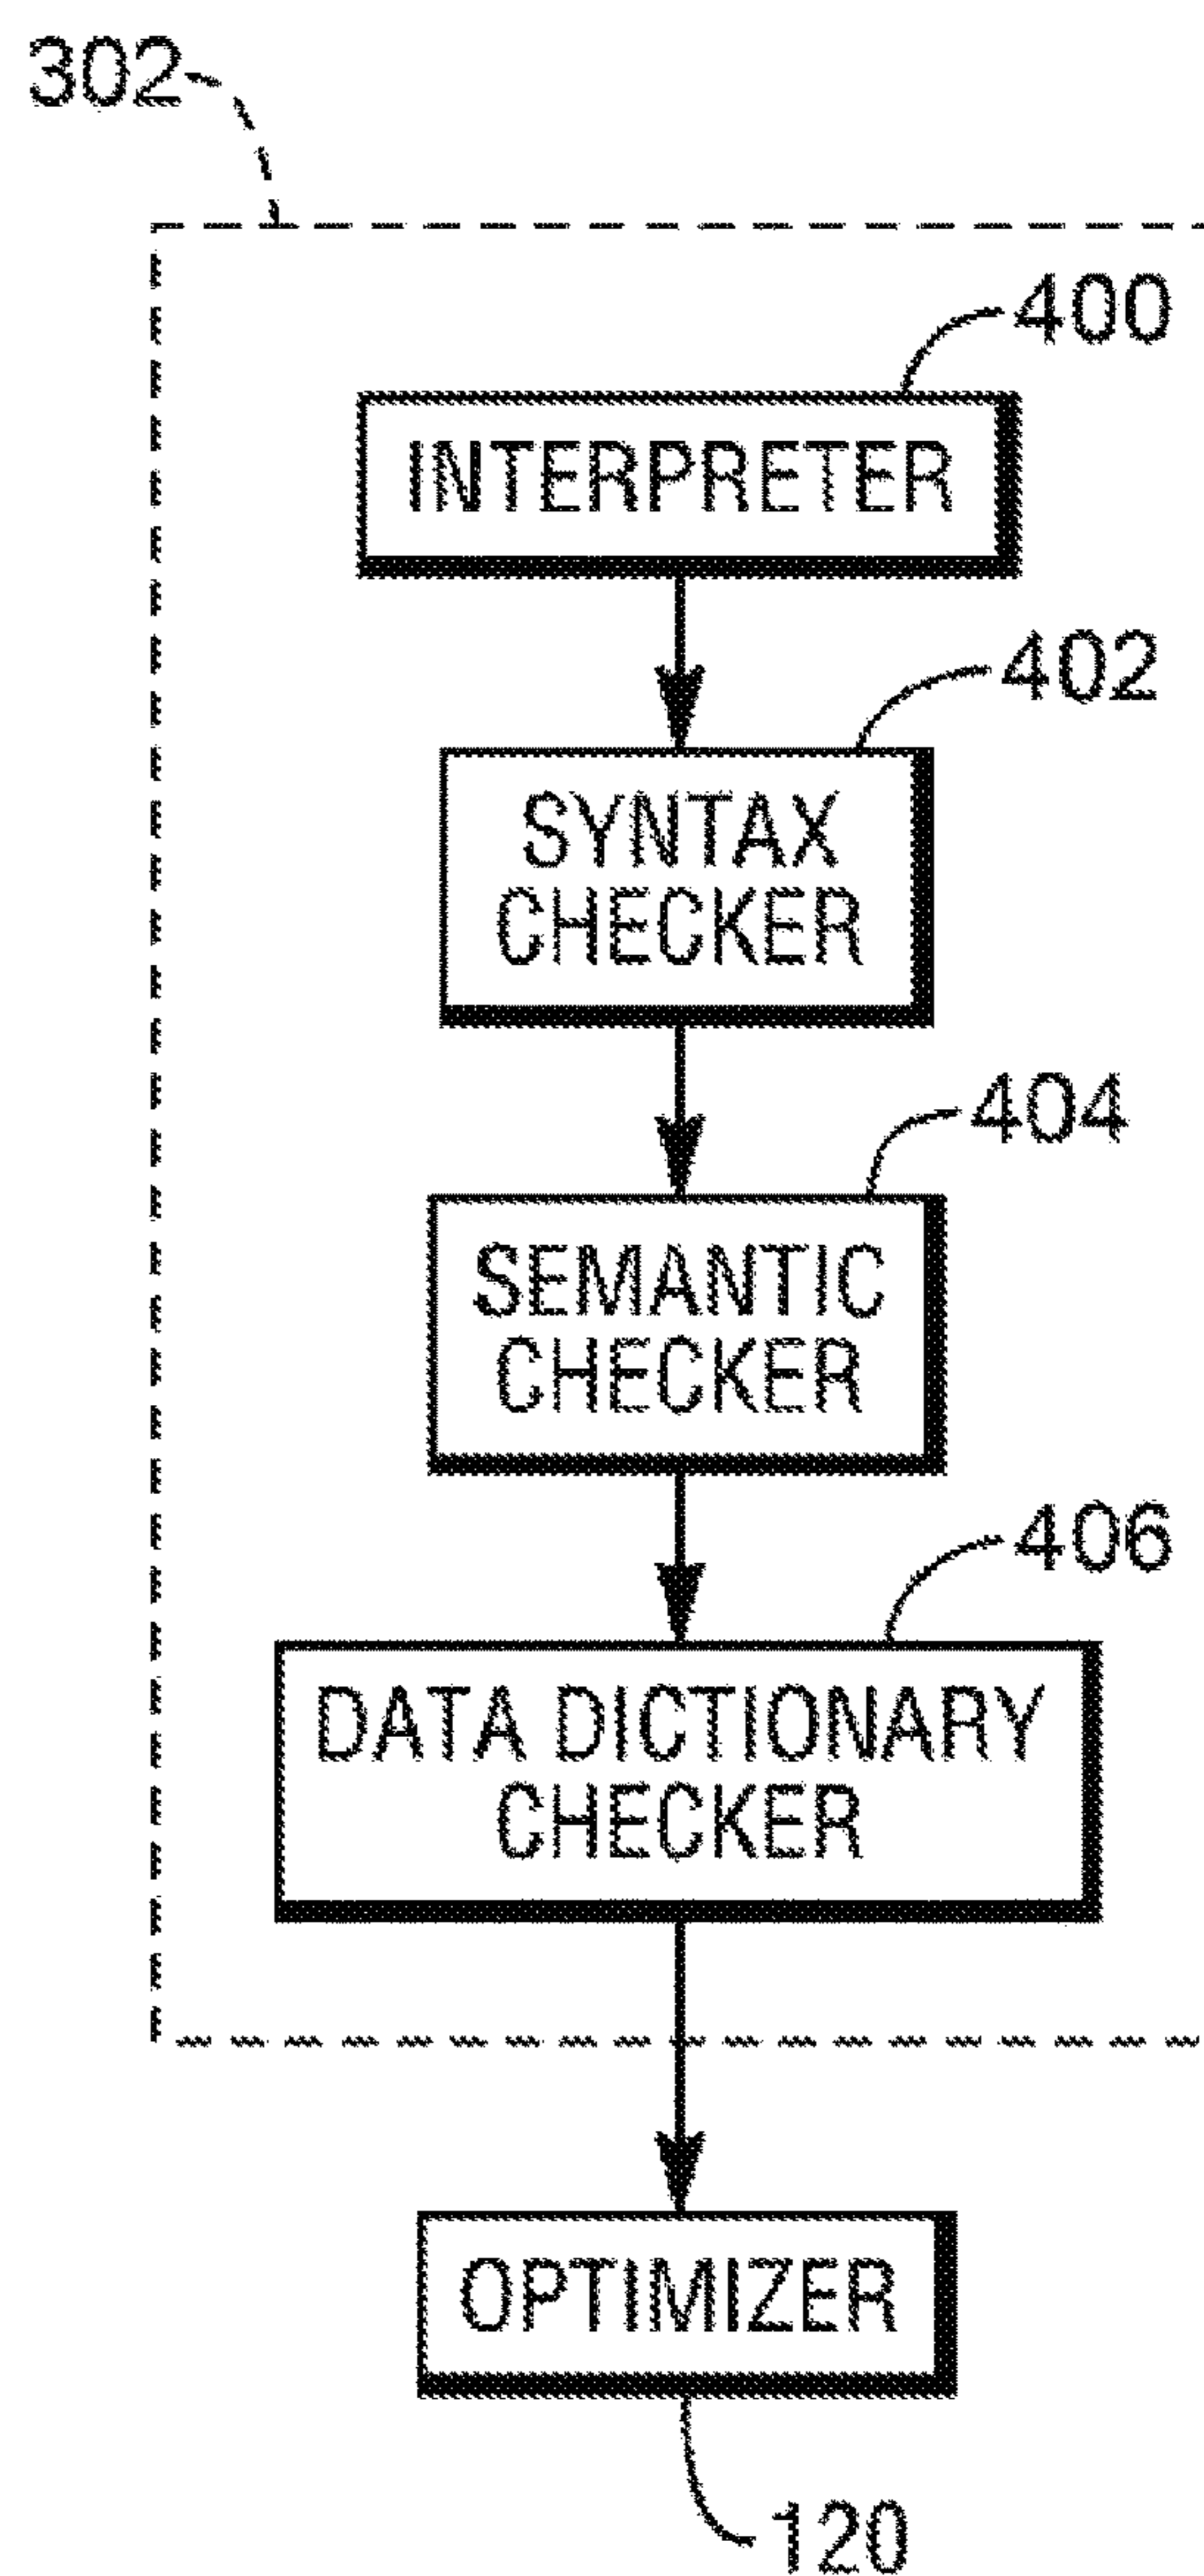 302
400
INTERPRETER
402
SYNTAX
CHECKER
404
SEMANTIC
CHECKER
406
DATA DICTIONARY
CHECKER
OPTIMIZER
120